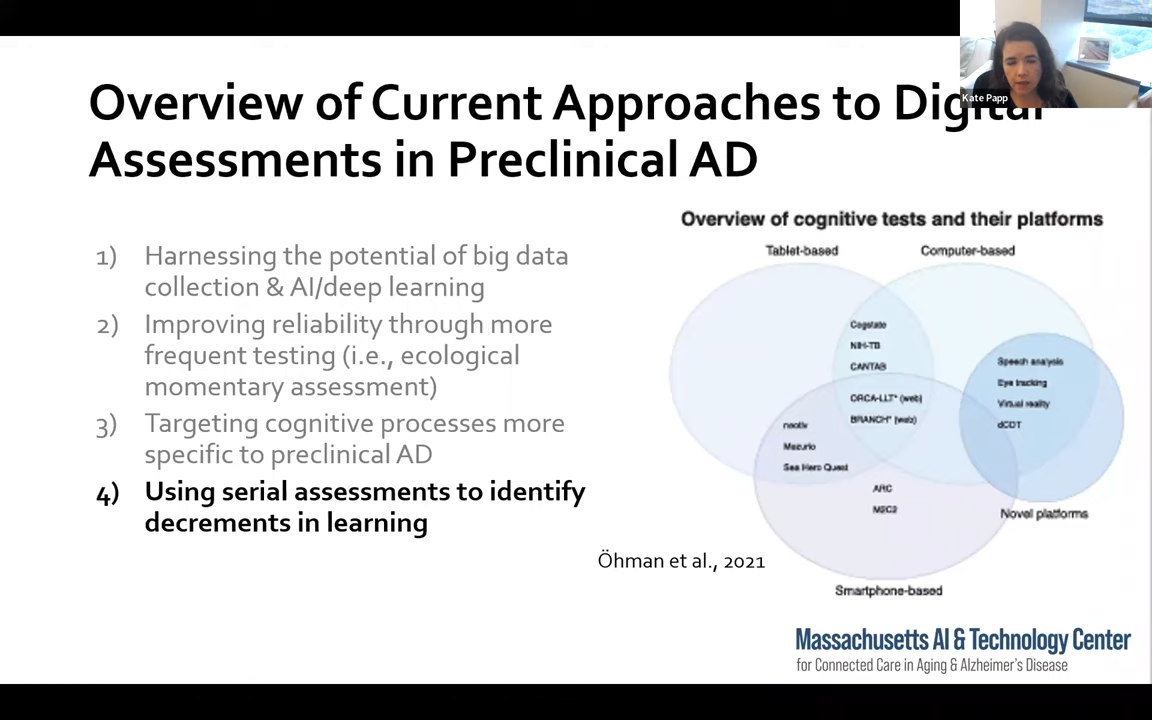 Kate Papp
Overview of Current Approaches to Digital
Assessments in Preclinical AD
1) Harnessing the potential of big data
collection & AI/deep learning
2) Improving reliability through more
frequent testing (i.e., ecological
momentary assessment)
3) Targeting cognitive processes more
specific to preclinical AD
4) Using serial assessments to identify
decrements in learning
Öhman et al., 2021
Overview of cognitive tests and their platforms
Tablet-based
Computer-based
Cogstate
NIH-TB
CANTAB
ORCA-LLT* (web)
BRANCH* (web)
neotiv
Mezurio
Sea Hero Quest
ARC
M2C2
Speech analysis
Eye tracking
Virtual reality
dCDT
Novel platforms
Smartphone-based
Massachusetts AI & Technology Center
for Connected Care in Aging & Alzheimer's Disease